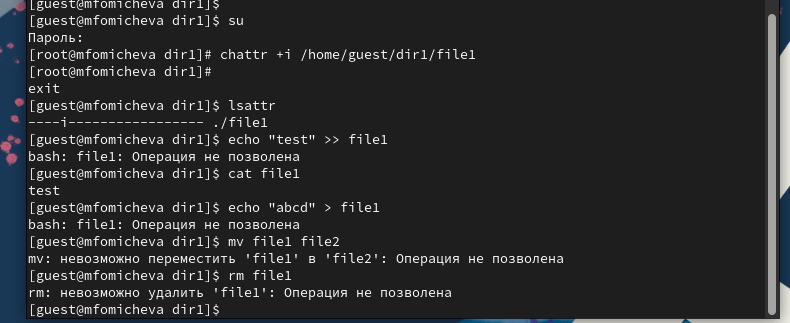 [guest@mfomicheva dir1]$
[guest@mfomicheva dir1]$ su
Пароль:
[root@mfomicheva dir1]# chattr +i /home/guest/dir1/file1
[root@mfomicheva dir1]#
exit
[guest@mfomicheva dir1]$ lsattr
----i----------------- ./file1
[guest@mfomicheva dir1]$ echo "test" >> file1
bash: file1: Операция не позволена
[guest@mfomicheva dir1]$ cat file1
test
[guest@mfomicheva dir1]$ echo "abcd" > file1
bash: file1: Операция не позволена
[guest@mfomicheva dir1]$ mv file1 file2
mv: невозможно переместить 'file1' в 'file2': Операция не позволена
[guest@mfomicheva dir1]$ rm file1
rm: невозможно удалить 'file1': Операция не позволена
[guest@mfomicheva dir1]$